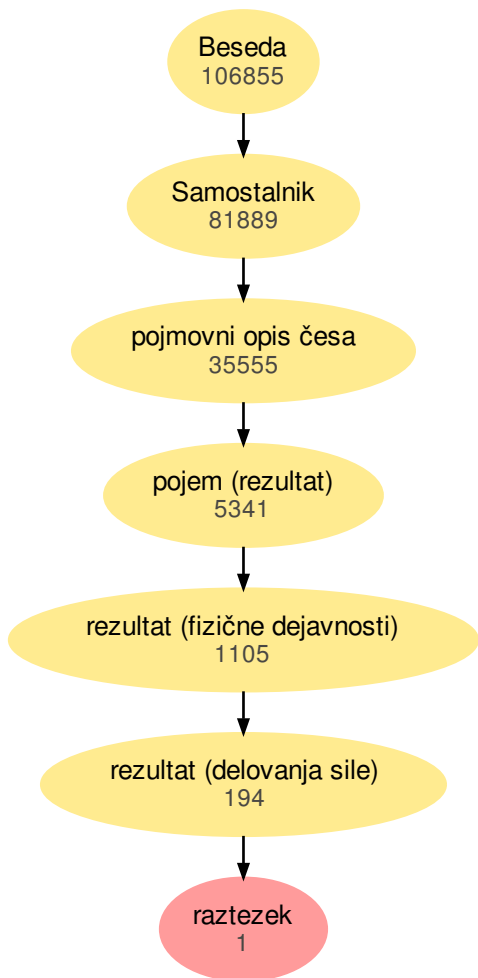 Beseda
106855
Samostalnik
81889
pojmovni opis česa
35555
pojem (rezultat)
5341
rezultat (fizične dejavnosti)
1105
rezultat (delovanja sile)
194
raztezek
1